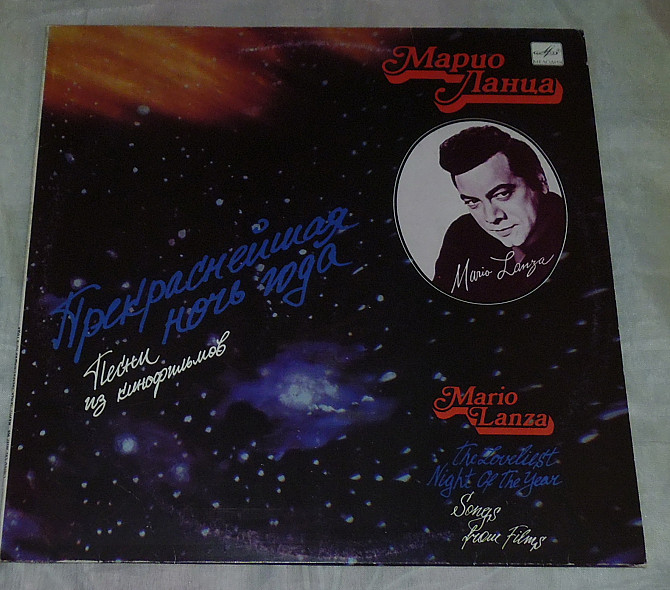 Марио
Ланца
МЕЛОДИЯ
Mario Lanza
Прекраснейшая
ночь года
Песни
из кинофильмов
Mario
Lanza
The Loveliest
Night Of The Year
Songs
from Films